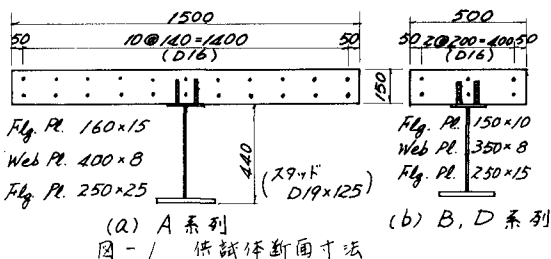 1500
50 10@140=1400 50
(D16)
150
Flg. Pl. 160×15
Web Pl. 400×8
Flg. Pl. 250×25
440
(スタッド
D19×125)
(a) A 系列
500
50 2@200=400 50
(D16)
Flg. Pl. 150×10
Web Pl. 350×8
Flg. Pl. 250×15
(b) B, D 系列
図-1 供試体断面寸法